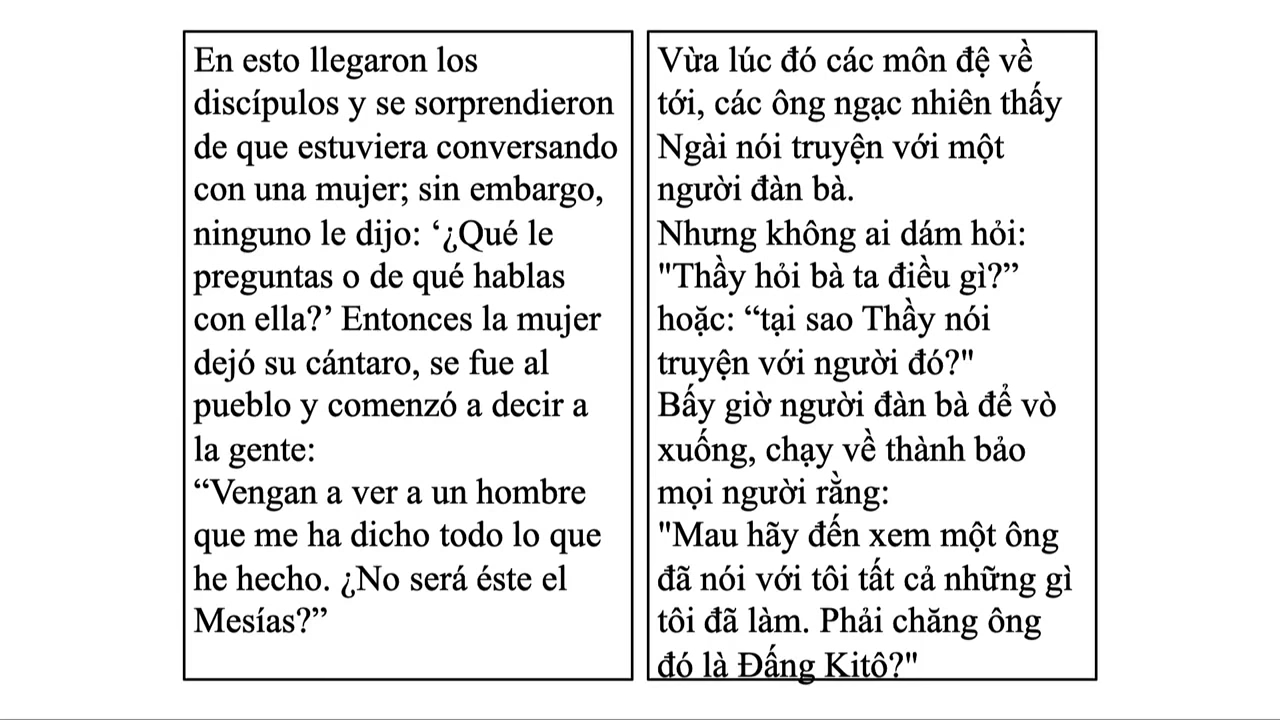 En esto llegaron los
discípulos y se sorprendieron
de que estuviera conversando
con una mujer; sin embargo,
ninguno le dijo: ‘¿Qué le
preguntas o de qué hablas
con ella?’ Entonces la mujer
dejó su cántaro, se fue al
pueblo y comenzó a decir a
la gente:
“Vengan a ver a un hombre
que me ha dicho todo lo que
he hecho. ¿No será éste el
Mesías?”
Vừa lúc đó các môn đệ về
tới, các ông ngạc nhiên thấy
Ngài nói truyện với một
người đàn bà.
Nhưng không ai dám hỏi:
"Thầy hỏi bà ta điều gì?”
hoặc: “tại sao Thầy nói
truyện với người đó?"
Bấy giờ người đàn bà để vò
xuống, chạy về thành bảo
mọi người rằng:
"Mau hãy đến xem một ông
đã nói với tôi tất cả những gì
tôi đã làm. Phải chăng ông
đó là Đấng Kitô?"